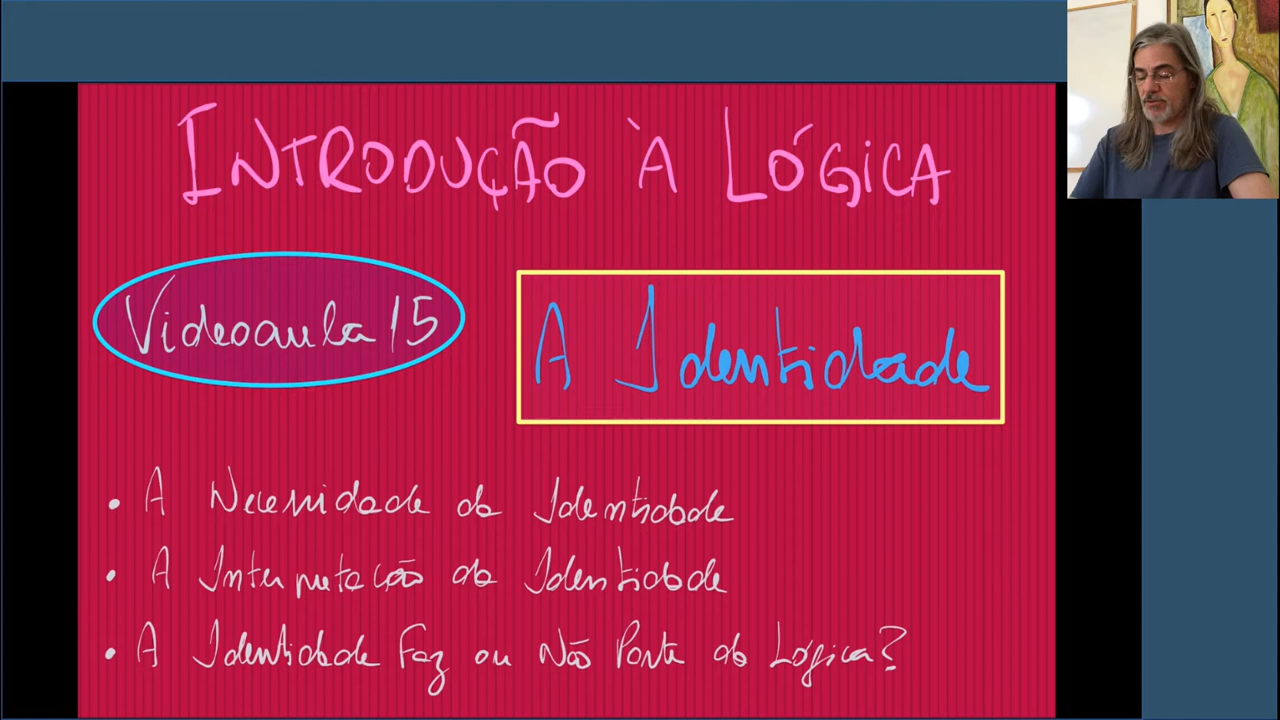 INTRODUÇÃO À LÓGICA
Videoaula 15
A Identidade
• A Necessidade da Identidade
• A Interpretação da Identidade
• A Identidade Faz ou Não Parte da Lógica?